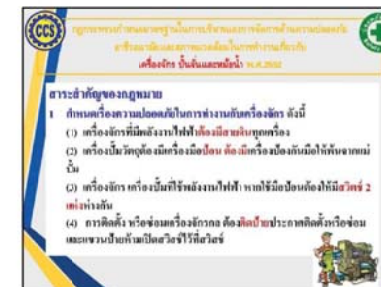 CCS
กฎกระทรวงกำหนดมาตรฐานในการบริหารและการจัดการด้านความปลอดภัย
อาชีวอนามัยและสภาพแวดล้อมในการทำงานเกี่ยวกับ
เครื่องจักร ปั้นจั่นและหม้อน้ำ พ.ศ.2552
สาระสำคัญของกฎหมาย
1 กำหนดเรื่องความปลอดภัยในการทำงานกับเครื่องจักร ดังนี้
(1) เครื่องจักรที่มีพลังงานไฟฟ้าต้องมีสายดินทุกเครื่อง
(2) เครื่องปั๊มวัตถุต้องมีเครื่องมือป้อน ต้องมีเครื่องป้องกันมือให้พ้นจากแม่
ปั๊ม
(3) เครื่องจักร เครื่องปั๊มที่ใช้พลังงานไฟฟ้า หากใช้มือป้อนต้องให้มีสวิตซ์ 2
แห่งห่างกัน
(4) การติดตั้ง หรือซ่อมเครื่องจักรกล ต้องติดป้ายประกาศติดตั้งหรือซ่อม
และแขวนป้ายห้ามเปิดสวิตซ์ไว้ที่สวิตซ์